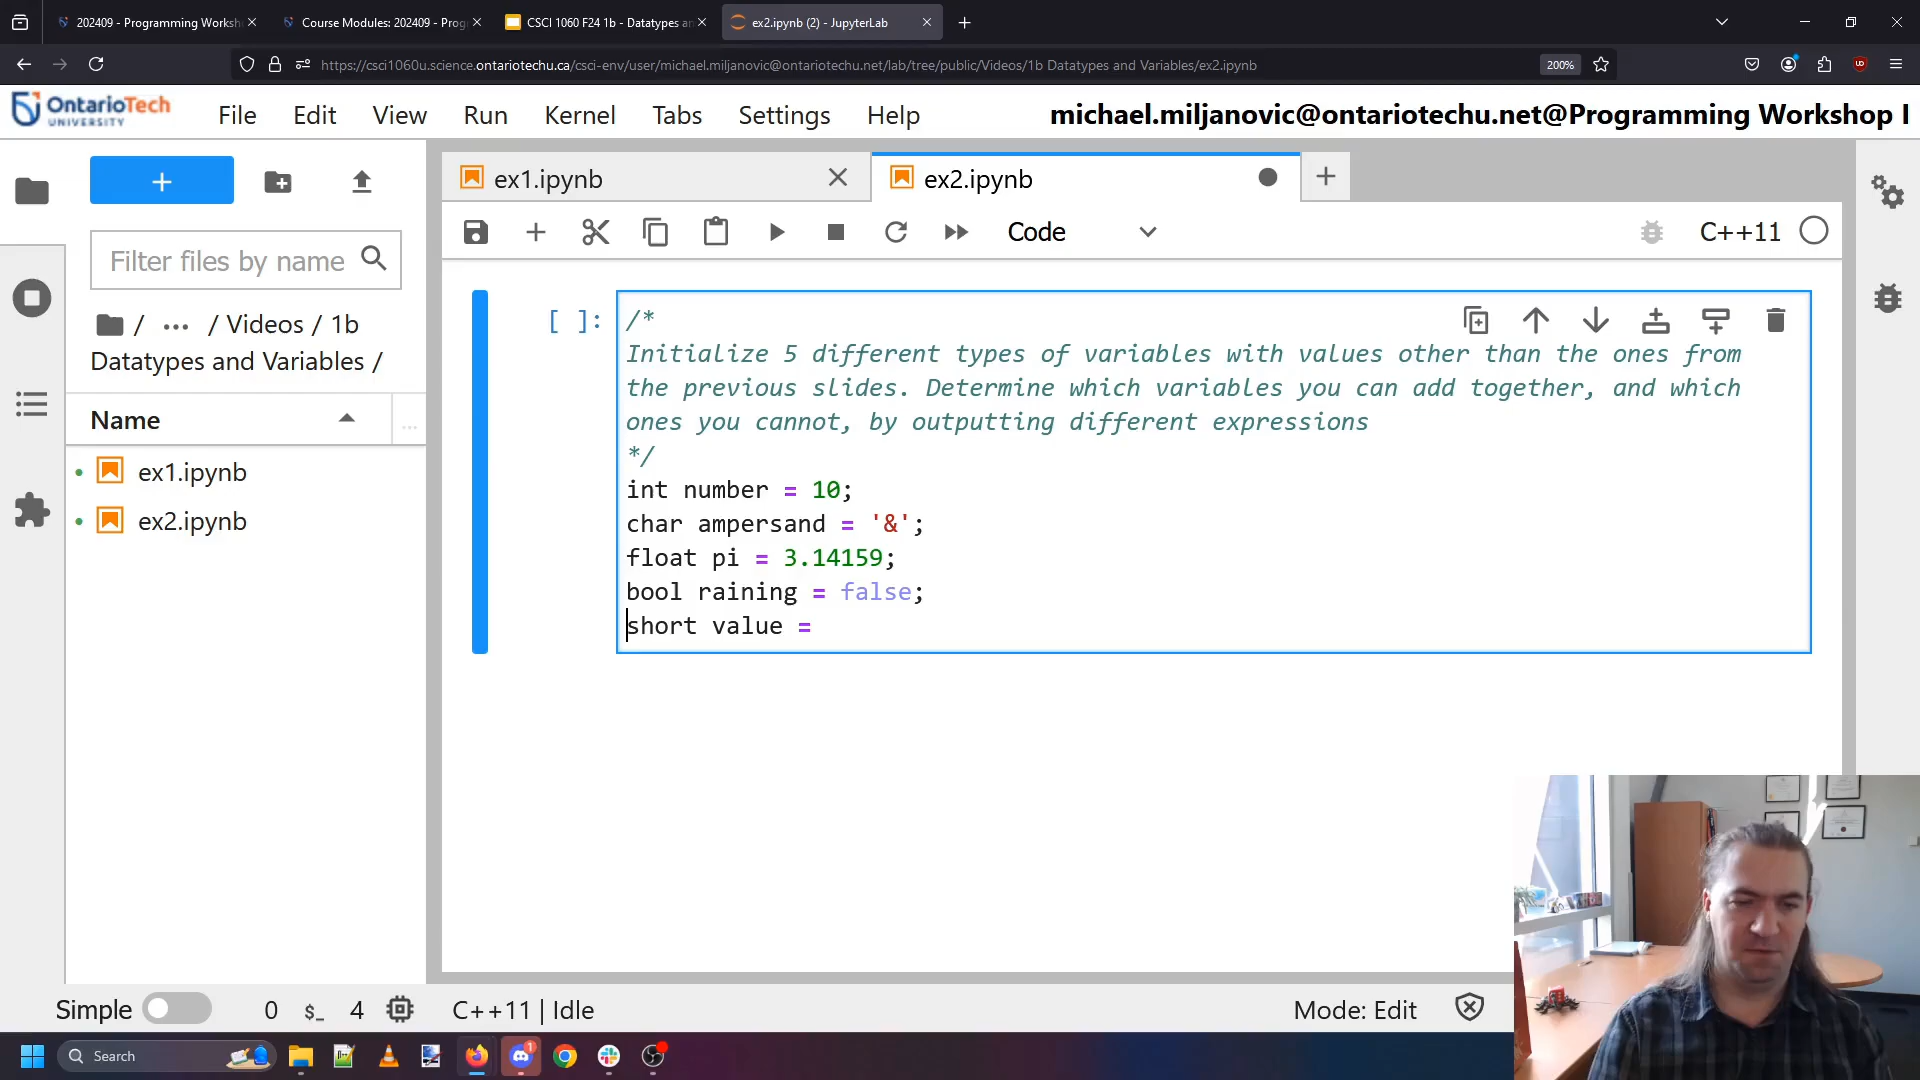 202409 - Programming Worksh
Course Modules: 202409 - Prog
CSCI 1060 F24 1b - Datatypes an
ex2.ipynb (2) - JupyterLab
https://csci1060u.science.ontariotechu.ca/csci-env/user/michael.miljanovic@ontariotechu.net/lab/tree/public/Videos/1b Datatypes and Variables/ex2.ipynb
200%
OntarioTech
UNIVERSITY
File Edit View Run Kernel Tabs Settings Help
michael.miljanovic@ontariotechu.net@Programming Workshop I
ex1.ipynb
ex2.ipynb
Code
C++11
Filter files by name
/ ··· / Videos / 1b
Datatypes and Variables /
Name
...
ex1.ipynb
ex2.ipynb
[ ]:
/*
Initialize 5 different types of variables with values other than the ones from
the previous slides. Determine which variables you can add together, and which
ones you cannot, by outputting different expressions
*/
int number = 10;
char ampersand = '&';
float pi = 3.14159;
bool raining = false;
short value =
Simple
0
$_
4
C++11 | Idle
Mode: Edit
Search
1